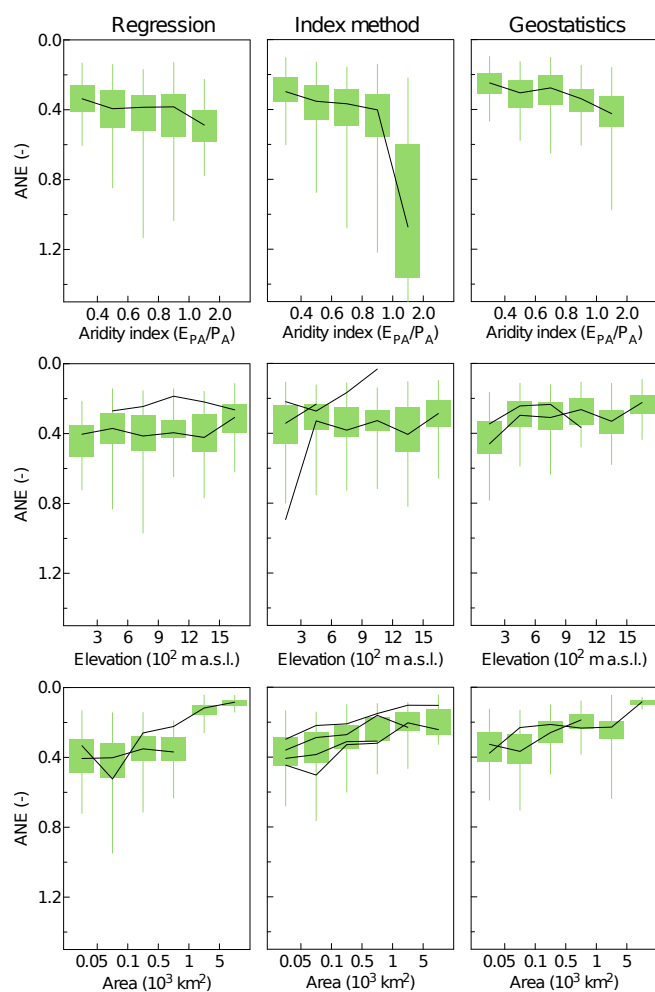 Regression Index method Geostatistics
0.0
0.4
0.8
1.2
ANE (-)
0.4 0.6 0.8 1.0 2.0 0.4 0.6 0.8 1.0 2.0 0.4 0.6 0.8 1.0 2.0
Aridity index (E_PA/P_A) Aridity index (E_PA/P_A) Aridity index (E_PA/P_A)
0.0
0.4
0.8
1.2
ANE (-)
3 6 9 12 15 3 6 9 12 15 3 6 9 12 15
Elevation (10² m a.s.l.) Elevation (10² m a.s.l.) Elevation (10² m a.s.l.)
0.0
0.4
0.8
1.2
ANE (-)
0.05 0.1 0.5 1 5 0.05 0.1 0.5 1 5 0.05 0.1 0.5 1 5
Area (10³ km²) Area (10³ km²) Area (10³ km²)